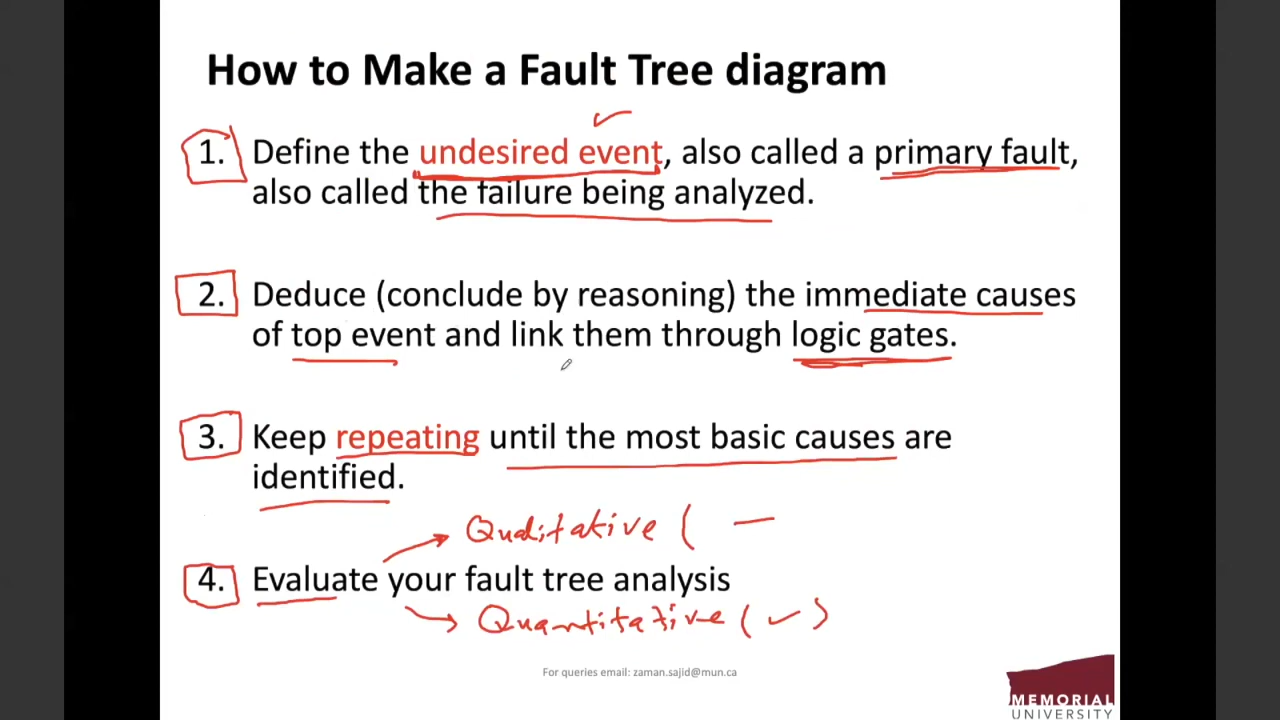 How to Make a Fault Tree diagram
1. Define the undesired event, also called a primary fault,
also called the failure being analyzed.
2. Deduce (conclude by reasoning) the immediate causes
of top event and link them through logic gates.
3. Keep repeating until the most basic causes are
identified.
Qualitative ( —
4. Evaluate your fault tree analysis
Quantitative ( ✓ )
For queries email: zaman.sajid@mun.ca
MEMORIAL
UNIVERSITY